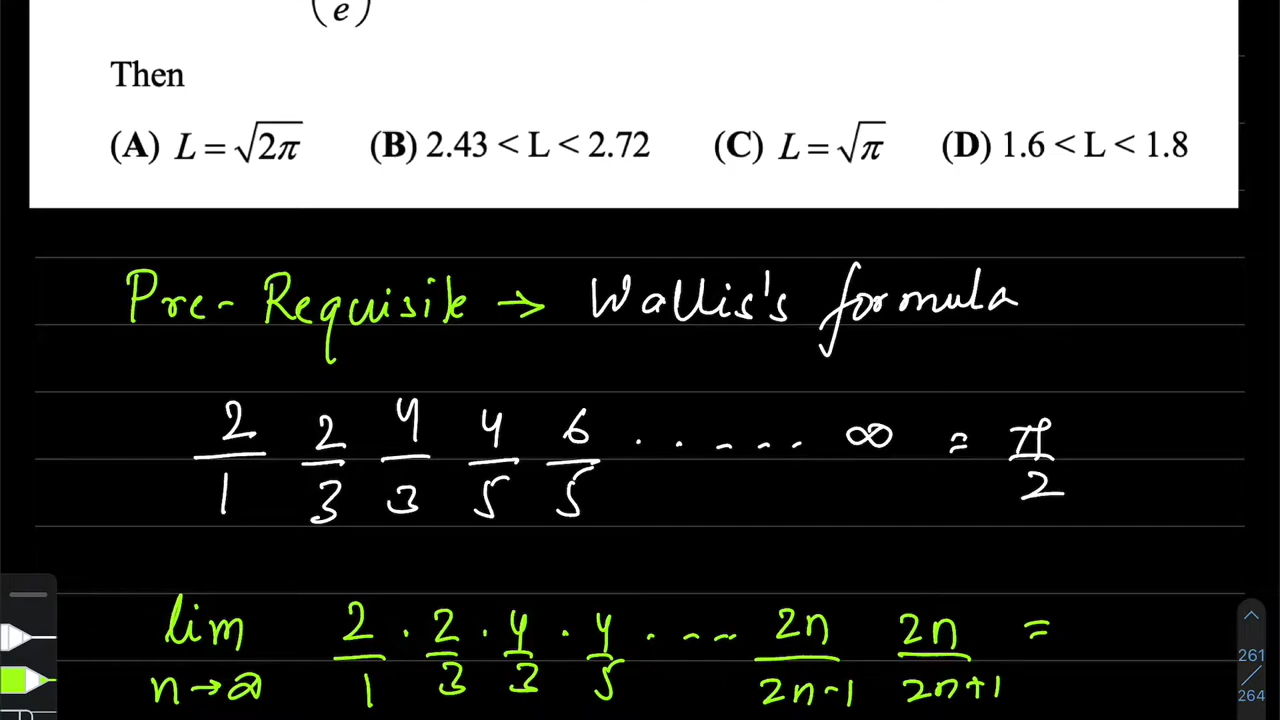 (e)
Then
(A) L = √2π (B) 2.43 < L < 2.72 (C) L = √π (D) 1.6 < L < 1.8
Pre-Requisite → Wallis's formula
2/1 2/3 4/3 4/5 6/5 ........ ∞ = π/2
lim n→∞ 2/1 · 2/3 · 4/3 · 4/5 ·--- 2n/2n-1 2n/2n+1 =
261
/
264